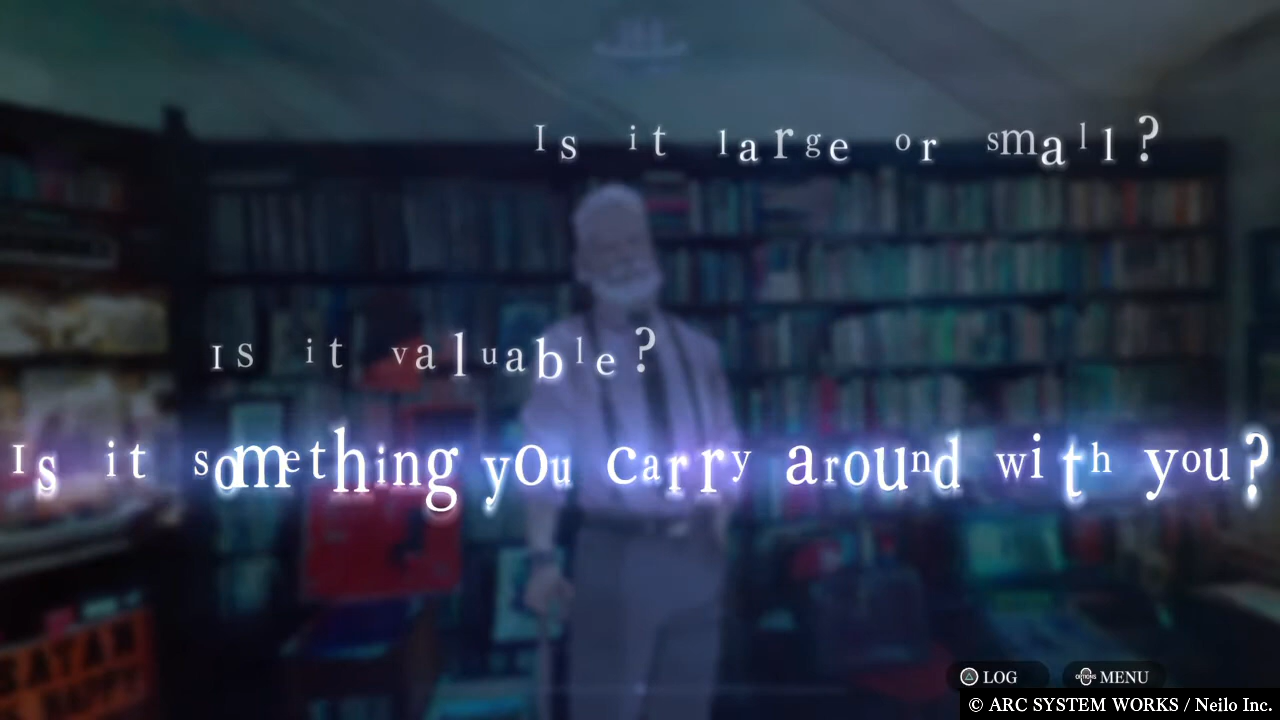 Is it large or small?
Is it valuable?
Is it something you carry around with you?
SATAN
LOG
MENU
© ARC SYSTEM WORKS / Neilo Inc.